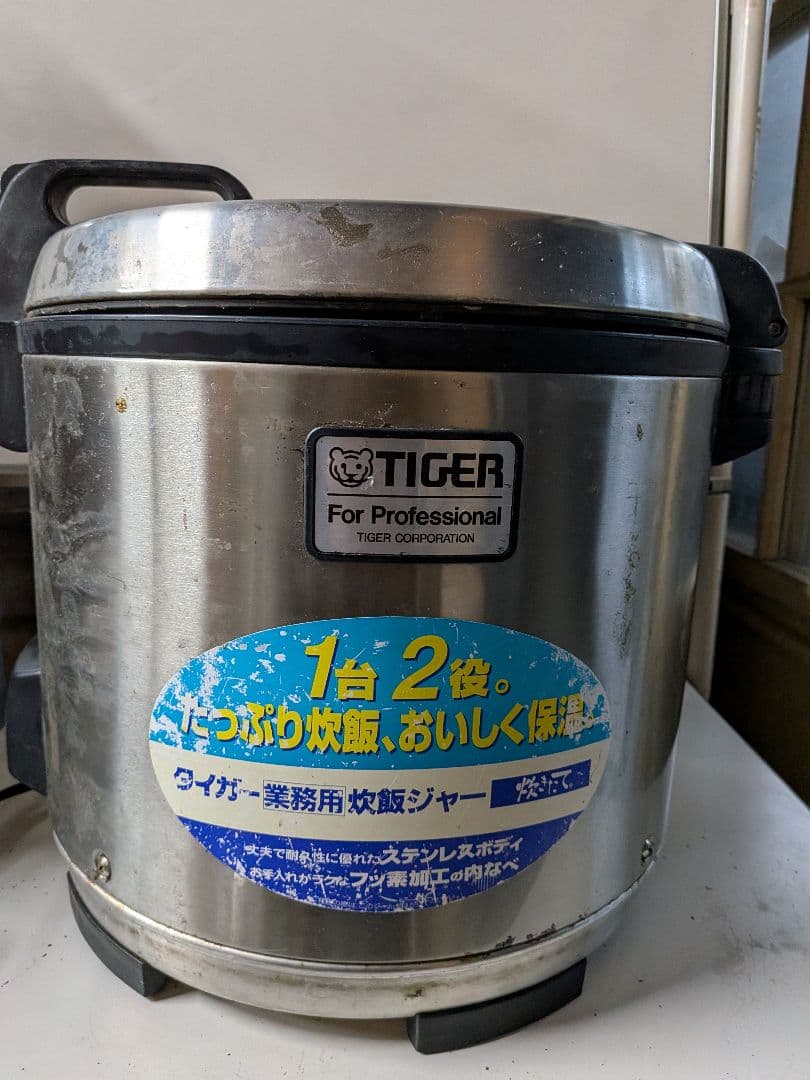 TIGER
For Professional
TIGER CORPORATION
1台2役。
たっぷり炊飯、おいしく保温。
タイガー業務用炊飯ジャー 炊きたて。
丈夫で耐久性に優れたステンレスボディ
お手入れがラクなフッ素加工の内なべ